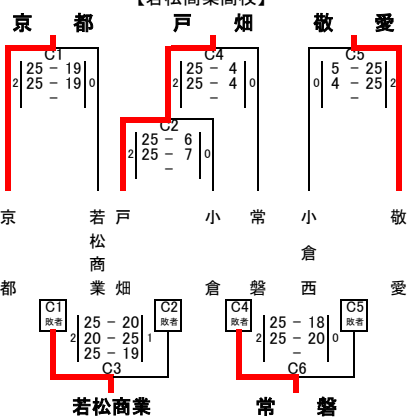 【若松商業高校】
京 都 戸 畑 敬 愛
C1 C4 C5
2 25 - 19 0 2 25 - 4 0 0 5 - 25 2
25 - 19 25 - 4 4 - 25
- - -
C2
2 25 - 6 0
25 - 7
-
京都 若松商業 戸畑 小倉 常磐 小倉西 敬愛
C1 敗者 C2 敗者 C4 敗者 C5 敗者
25 - 20 25 - 18
2 20 - 25 1 2 25 - 20 0
25 - 19 -
C3 C6
若松商業 常 磐